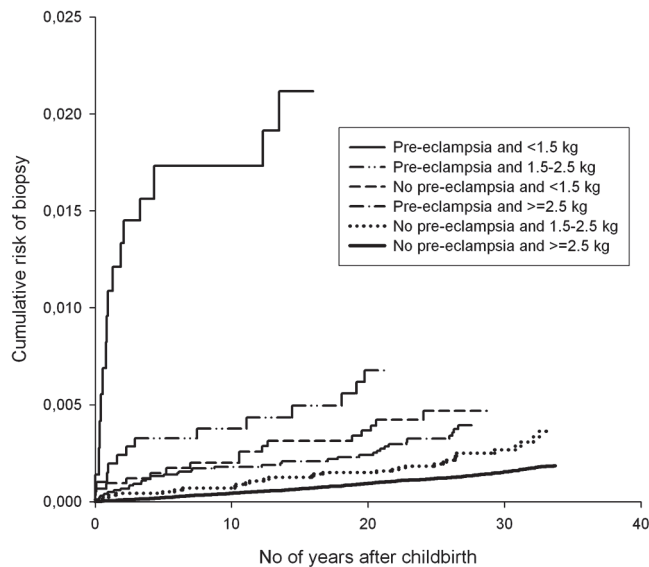 0,025
0,020
0,015
0,010
0,005
0,000
Cumulative risk of biopsy
Pre-eclampsia and <1.5 kg
Pre-eclampsia and 1.5-2.5 kg
No pre-eclampsia and <1.5 kg
Pre-eclampsia and >=2.5 kg
No pre-eclampsia and 1.5-2.5 kg
No pre-eclampsia and >=2.5 kg
0 10 20 30 40
No of years after childbirth